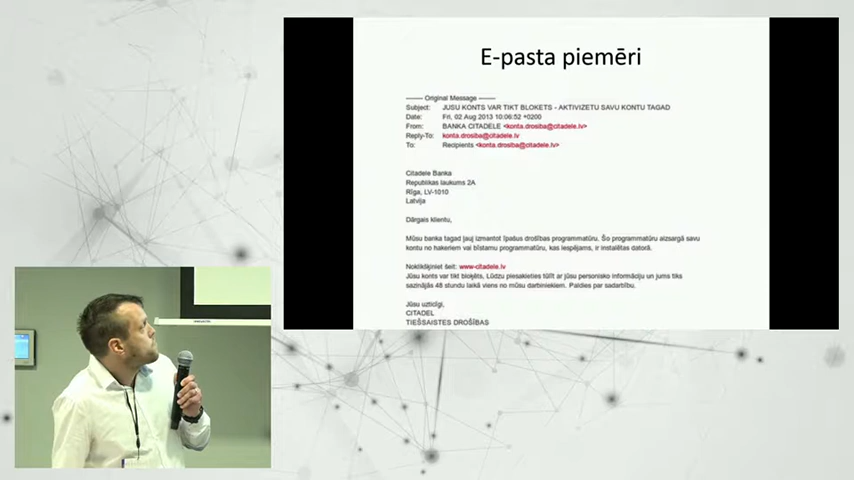 E-pasta piemēri
-------- Original Message --------
Subject: JUSU KONTS VAR TIKT BLOKETS - AKTIVIZETU SAVU KONTU TAGAD
Date: Fri, 02 Aug 2013 10:06:52 +0200
From: BANKA CITADELE <konta.drosiba@citadele.lv>
Reply-To: konta.drosiba@citadele.lv
To: Recipients <konta.drosiba@citadele.lv>
Citadele Banka
Republikas laukums 2A
Rīga, LV-1010
Latvija
Dārgais klientu,
Mūsu banka tagad ļauj izmantot īpašus drošības programmatūru. Šo programmatūru aizsargā savu
kontu no hakeriem vai bīstamu programmatūru, kas iespējams, ir instalētas datorā.
Noklikšķiniet šeit: www-citadele.lv
Jūsu konts var tikt bloķēts, Lūdzu piesakieties tūlīt ar jūsu personisko informāciju un jums tiks
sazinājās 48 stundu laikā viens no mūsu darbiniekiem. Paldies par sadarbību.
Jūsu uzticīgi,
CITADEL
TIEŠSAISTES DROŠĪBAS